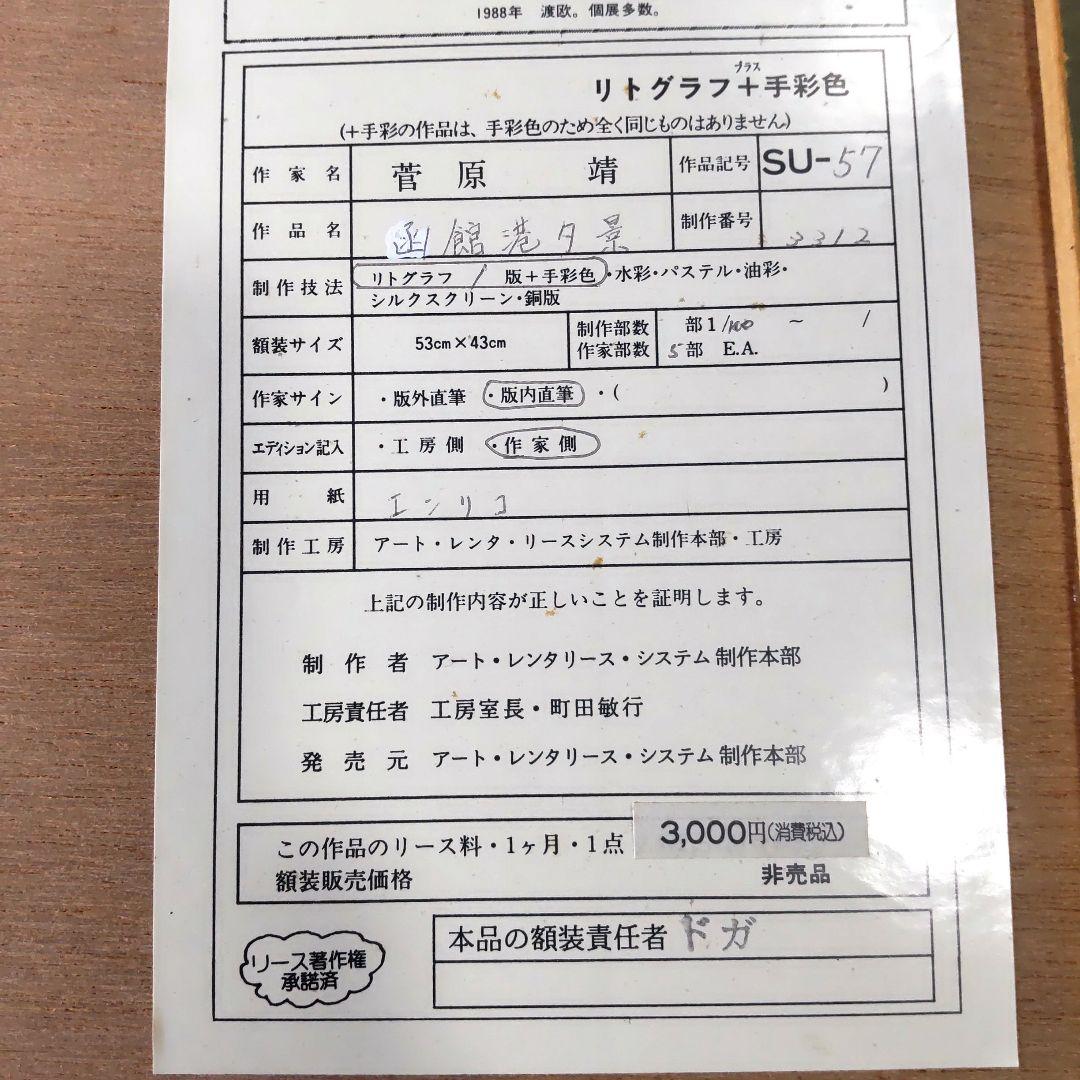 1988年 渡欧。個展多数。
プラス
リトグラフ+手彩色
(+手彩の作品は、手彩色のため全く同じものはありません)
作家名 菅原 靖 作品記号 SU-57
作品名 函館港夕景 制作番号 3312
制作技法 リトグラフ 1 版+手彩色・水彩・パステル・油彩・
シルクスクリーン・銅版
額装サイズ 53cm×43cm 制作部数 部1/100 ~ /
作家部数 5部 E.A.
作家サイン ・版外直筆 ・版内直筆 ・( )
エディション記入 ・工房側 ・作家側
用紙 エンリコ
制作工房 アート・レンタ・リースシステム制作本部・工房
上記の制作内容が正しいことを証明します。
制作者 アート・レンタリース・システム制作本部
工房責任者 工房室長・町田敏行
発売元 アート・レンタリース・システム制作本部
この作品のリース料・1ヶ月・1点 3,000円(消費税込)
額装販売価格 非売品
リース著作権
承諾済
本品の額装責任者 ドガ